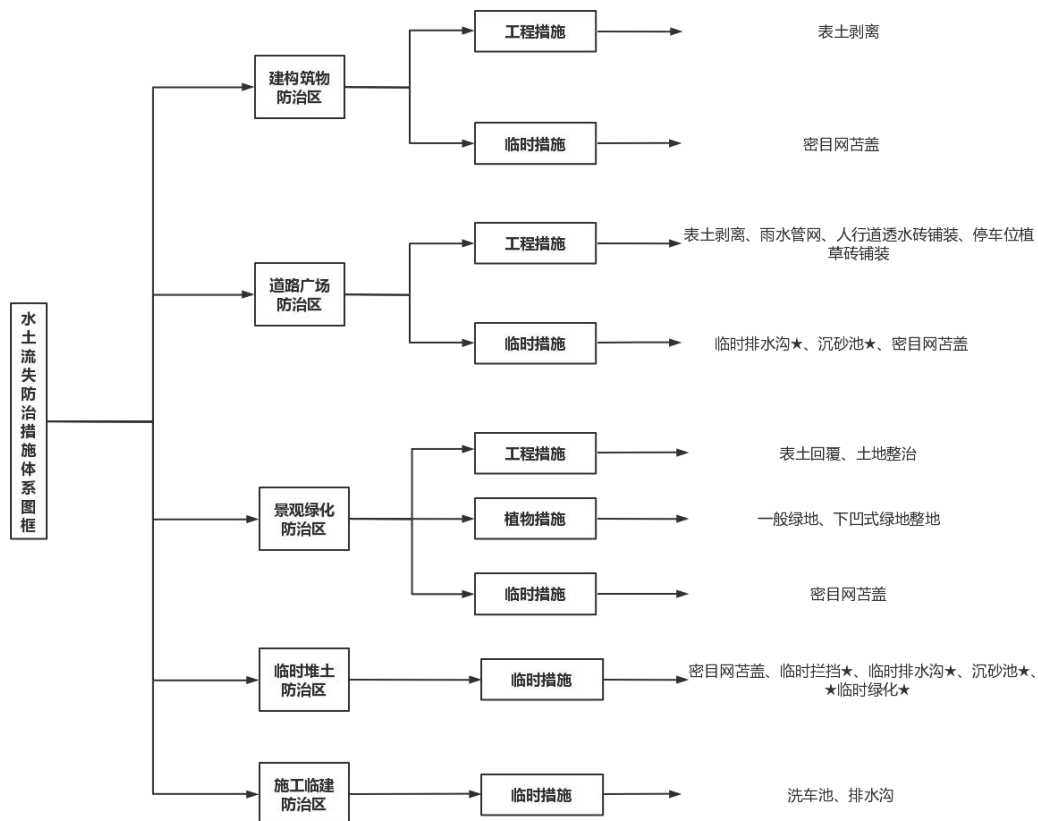 水土流失防治措施体系图框
建构筑物
防治区
工程措施
表土剥离
临时措施
密目网苫盖
道路广场
防治区
工程措施
表土剥离、雨水管网、人行道透水砖铺装、停车位植
草砖铺装
临时措施
临时排水沟★、沉砂池★、密目网苫盖
景观绿化
防治区
工程措施
表土回覆、土地整治
植物措施
一般绿地、下凹式绿地整地
临时措施
密目网苫盖
临时堆土
防治区
临时措施
密目网苫盖、临时拦挡★、临时排水沟★、沉砂池★、
★临时绿化★
施工临建
防治区
临时措施
洗车池、排水沟